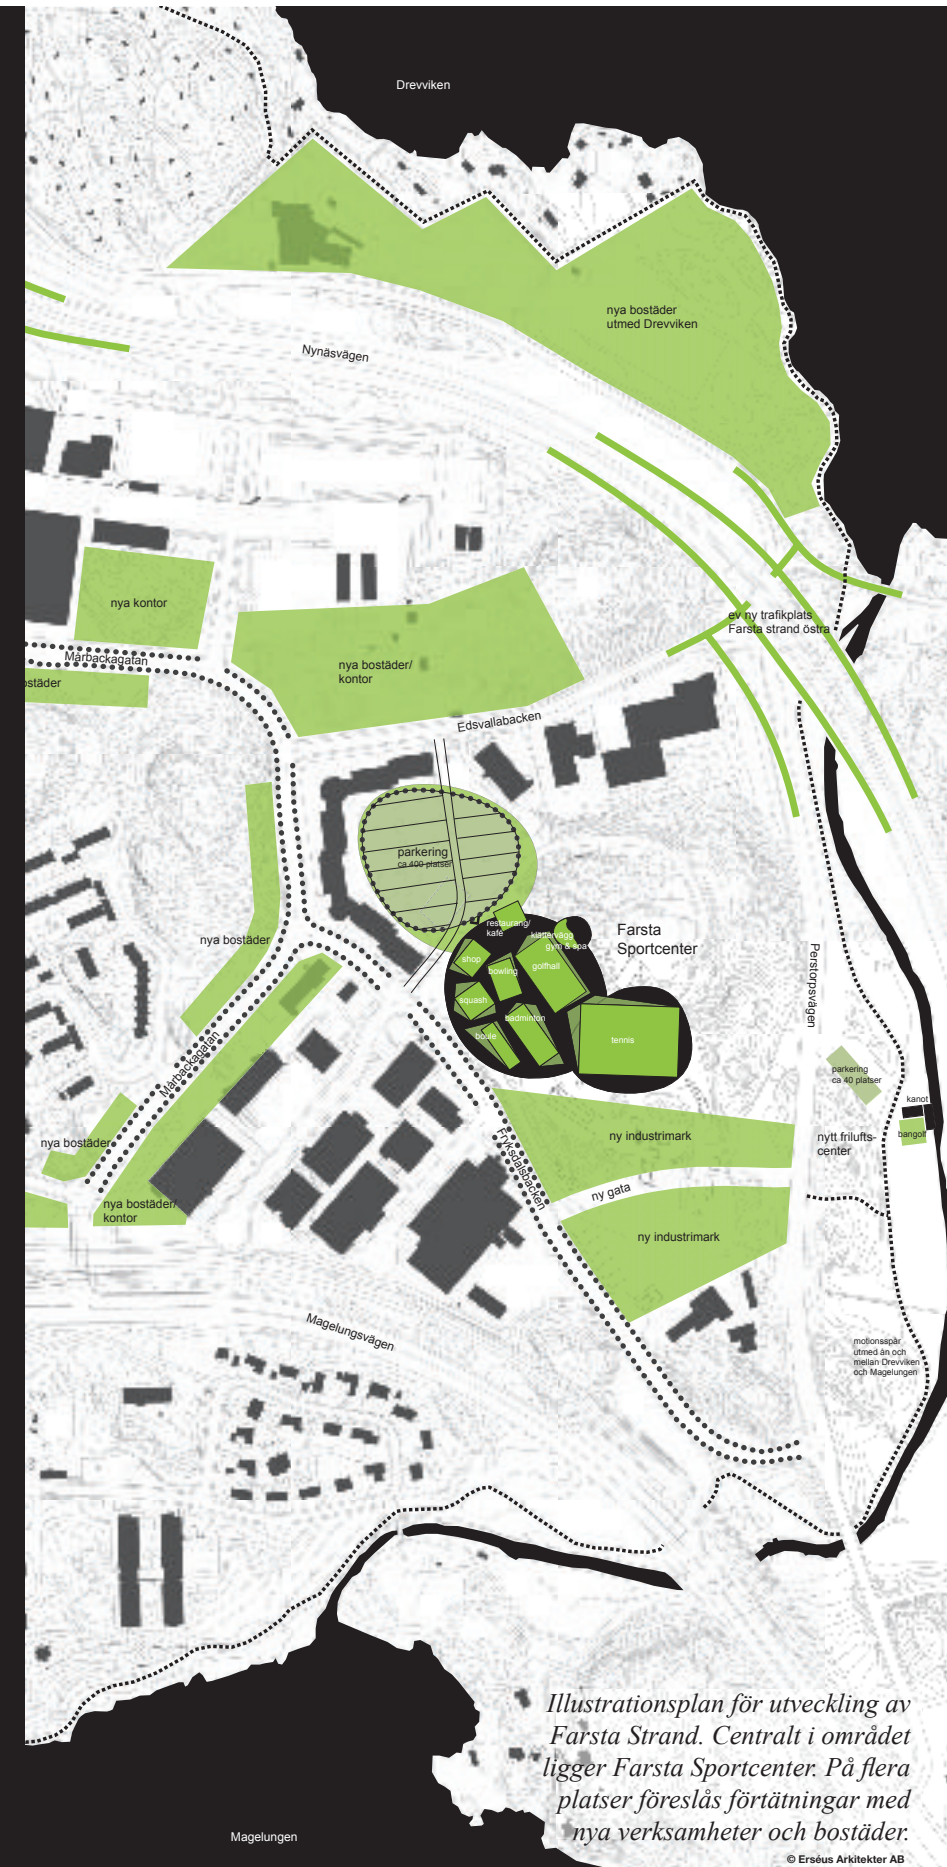 Drevviken
nya bostäder
utmed Drevviken
Nynäsvägen
nya kontor
ev ny trafikplats
Farsta strand östra
Mårbackagatan
nya bostäder/
kontor
ostäder
Edsvallabacken
parkering
ca 400 platser
restaurang/
kafé
klättervägg
gym & spa
Farsta
Sportcenter
nya bostäder
shop
bowling
golfhall
squash
badminton
boule
tennis
Perstorpsvägen
Mårbackagatan
parkering
ca 40 platser
kanot
bangolf
nya bostäder
Fryksdalsbacken
ny industrimark
nytt frilufts-
center
ny gata
nya bostäder/
kontor
ny industrimark
Magelungsvägen
motionsspår
utmed ån och
mellan Drevviken
och Magelungen
Illustrationsplan för utveckling av
Farsta Strand. Centralt i området
ligger Farsta Sportcenter. På flera
platser föreslås förtätningar med
nya verksamheter och bostäder.
Magelungen
© Erséus Arkitekter AB